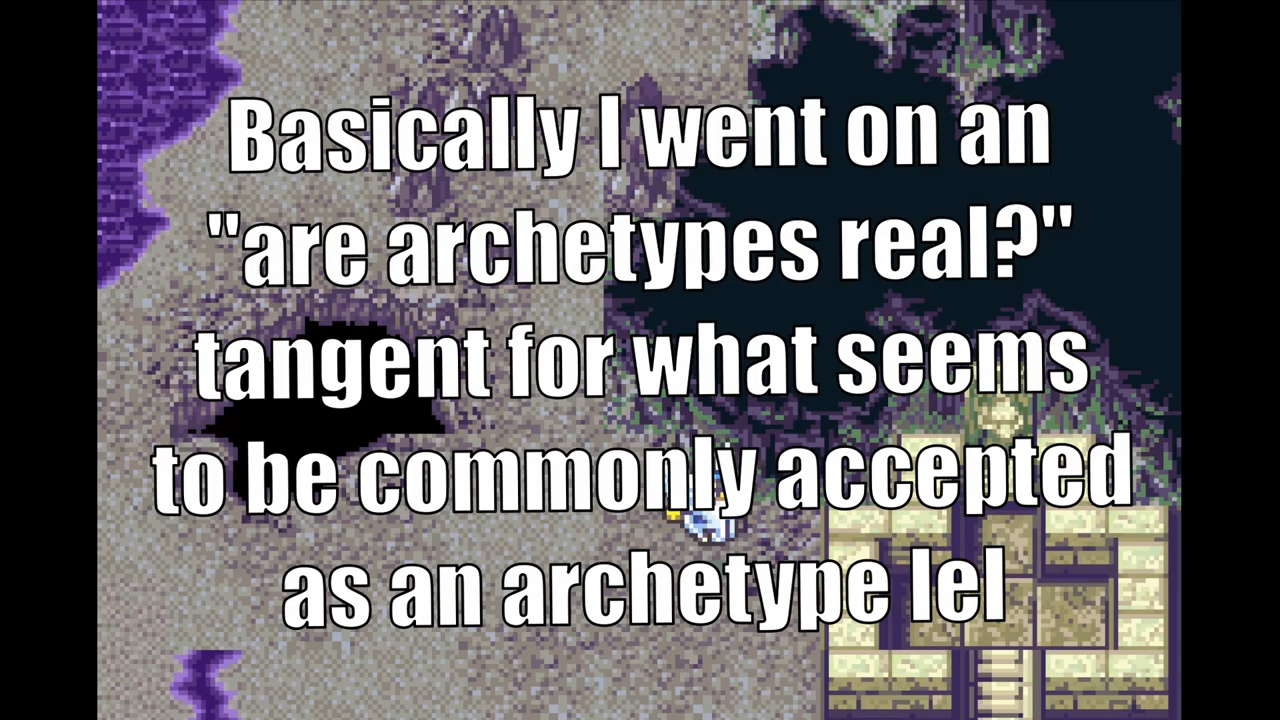 Basically I went on an
"are archetypes real?"
tangent for what seems
to be commonly accepted
as an archetype lel